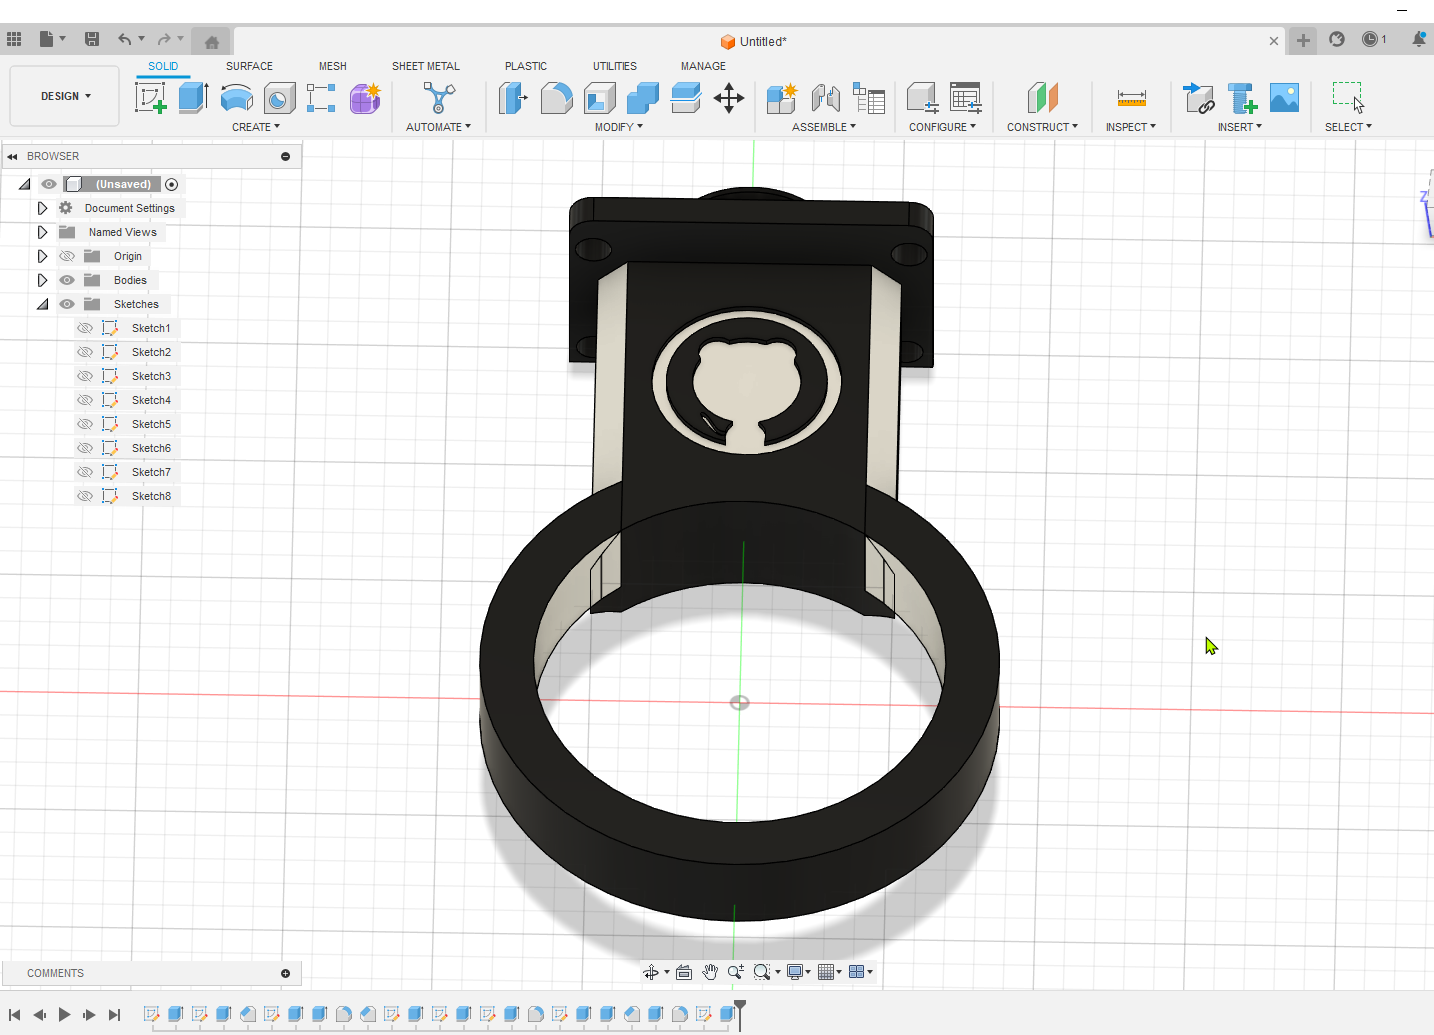 Untitled*
1
DESIGN
SOLID SURFACE MESH SHEET METAL PLASTIC UTILITIES MANAGE
CREATE AUTOMATE MODIFY ASSEMBLE CONFIGURE CONSTRUCT INSPECT INSERT SELECT
BROWSER
(Unsaved)
Document Settings
Named Views
Origin
Bodies
Sketches
Sketch1
Sketch2
Sketch3
Sketch4
Sketch5
Sketch6
Sketch7
Sketch8
Z
COMMENTS